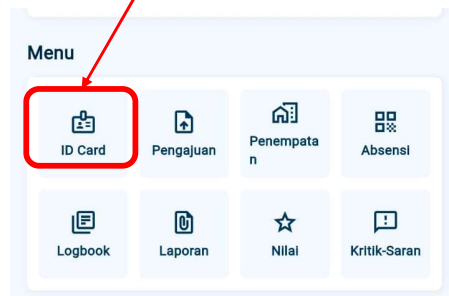 Menu
ID Card
Pengajuan
Penempata
n
Absensi
Logbook
Laporan
Nilai
Kritik-Saran